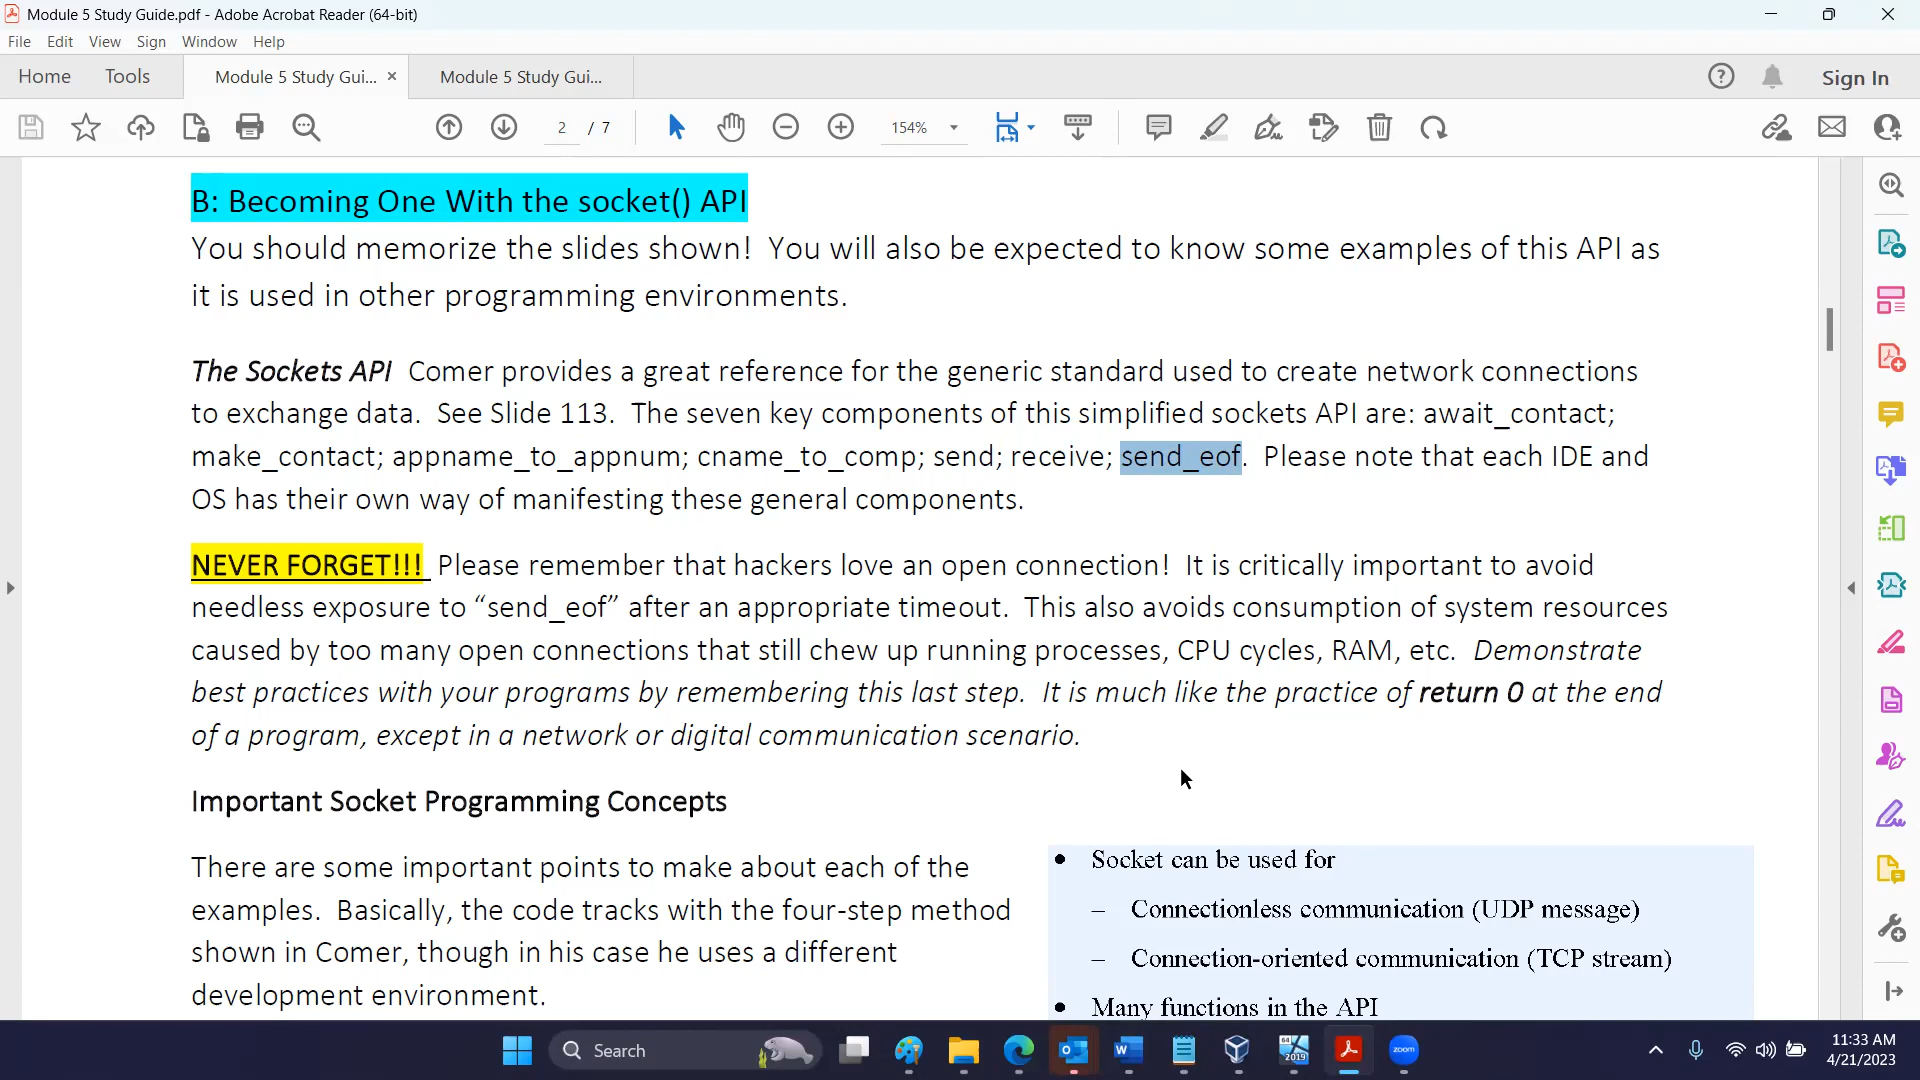 Module 5 Study Guide.pdf - Adobe Acrobat Reader (64-bit)
File Edit View Sign Window Help
Home Tools Module 5 Study Gui... × Module 5 Study Gui... Sign In
2 / 7 154%
B: Becoming One With the socket() API
You should memorize the slides shown! You will also be expected to know some examples of this API as
it is used in other programming environments.
The Sockets API Comer provides a great reference for the generic standard used to create network connections
to exchange data. See Slide 113. The seven key components of this simplified sockets API are: await_contact;
make_contact; appname_to_appnum; cname_to_comp; send; receive; send_eof. Please note that each IDE and
OS has their own way of manifesting these general components.
NEVER FORGET!!! Please remember that hackers love an open connection! It is critically important to avoid
needless exposure to “send_eof” after an appropriate timeout. This also avoids consumption of system resources
caused by too many open connections that still chew up running processes, CPU cycles, RAM, etc. Demonstrate
best practices with your programs by remembering this last step. It is much like the practice of return 0 at the end
of a program, except in a network or digital communication scenario.
Important Socket Programming Concepts
There are some important points to make about each of the
examples. Basically, the code tracks with the four-step method
shown in Comer, though in his case he uses a different
development environment.
• Socket can be used for
– Connectionless communication (UDP message)
– Connection-oriented communication (TCP stream)
• Many functions in the API
Search
64
2019
zoom
11:33 AM
4/21/2023